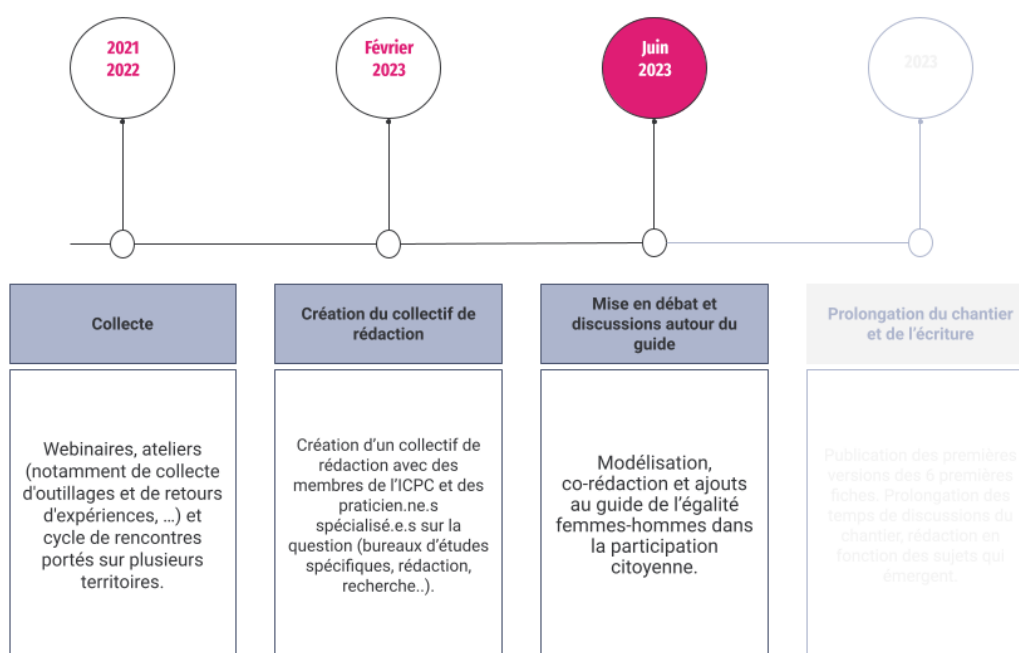 2021
2022
Février
2023
Juin
2023
2023
Collecte
Création du collectif de
rédaction
Mise en débat et
discussions autour du
guide
Prolongation du chantier
et de l'écriture
Webinaires, ateliers
(notamment de collecte
d'outillages et de retours
d'expériences, ...) et
cycle de rencontres
portés sur plusieurs
territoires.
Création d'un collectif de
rédaction avec des
membres de l'ICPC et des
praticien.ne.s
spécialisé.e.s sur la
question (bureaux d'études
spécifiques, rédaction,
recherche..).
Modélisation,
co-rédaction et ajouts
au guide de l'égalité
femmes-hommes dans
la participation
citoyenne.
Publication des premières
versions des 6 premières
fiches. Prolongation des
temps de discussions du
chantier, rédaction en
fonction des sujets qui
émergent.